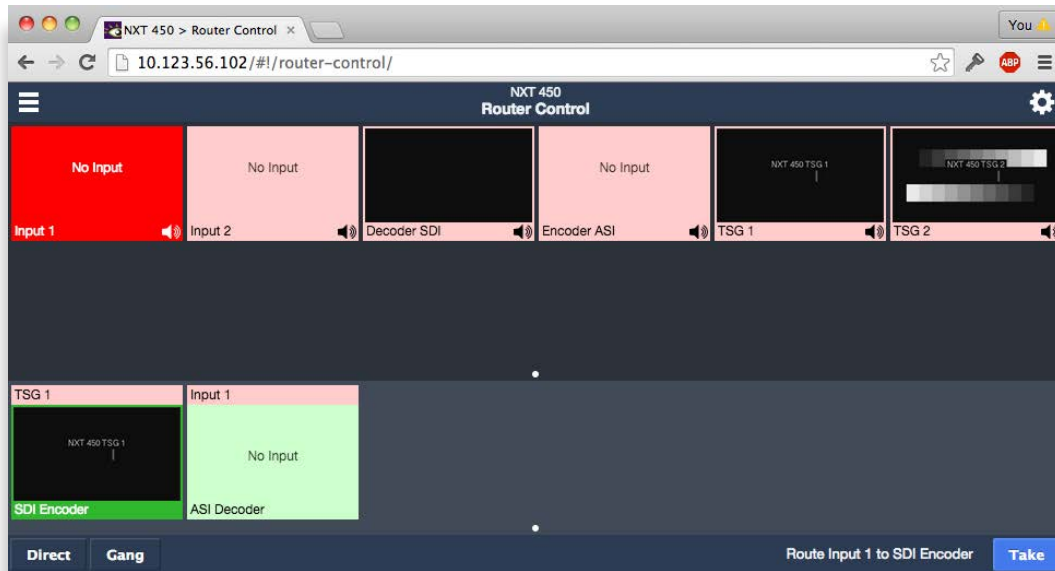 NXT 450 > Router Control ×
You
10.123.56.102/#!/router-control/
ABP
NXT 450
Router Control
No Input
No Input
No Input
NXT 450 TSG 1
NXT 450 TSG 2
Input 1
Input 2
Decoder SDI
Encoder ASI
TSG 1
TSG 2
TSG 1
Input 1
NXT 450 TSG 1
No Input
SDI Encoder
ASI Decoder
Direct
Gang
Route Input 1 to SDI Encoder
Take